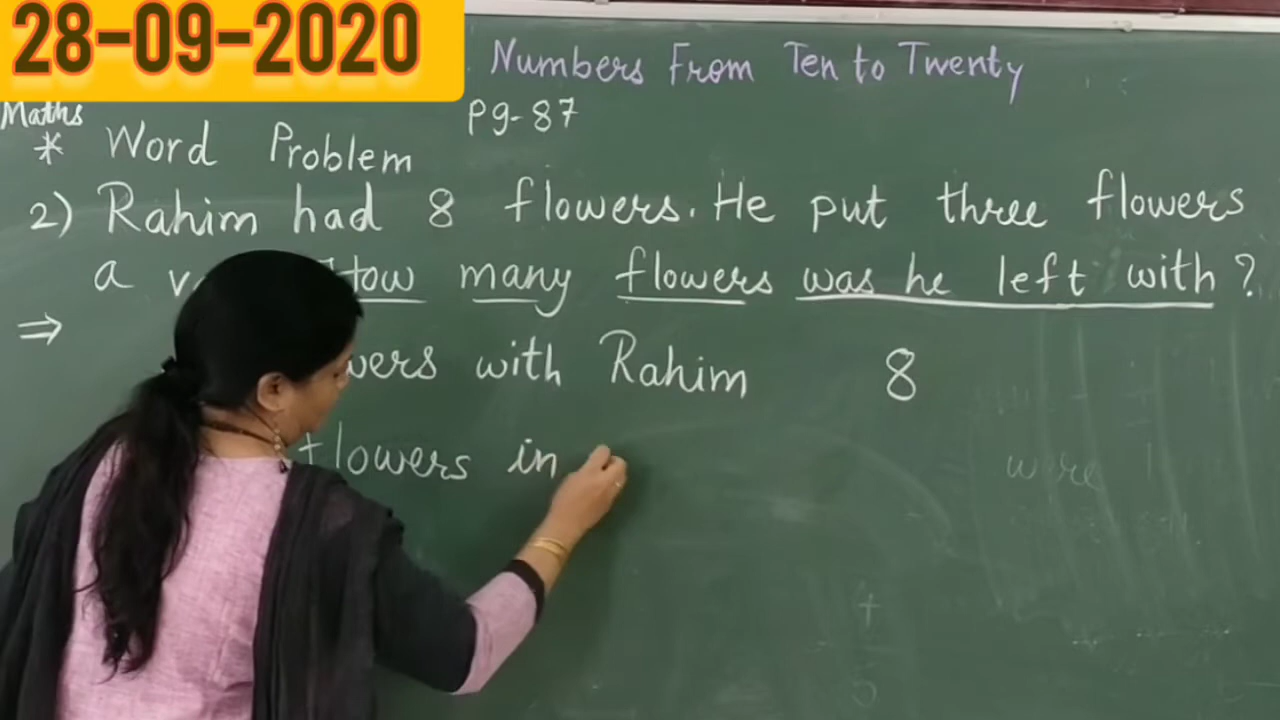 28-09-2020
Numbers From Ten to Twenty
Maths
Pg-87
* Word Problem
2) Rahim had 8 flowers. He put three flowers
a How many flowers was he left with?
⇒
with Rahim 8
flowers in
were